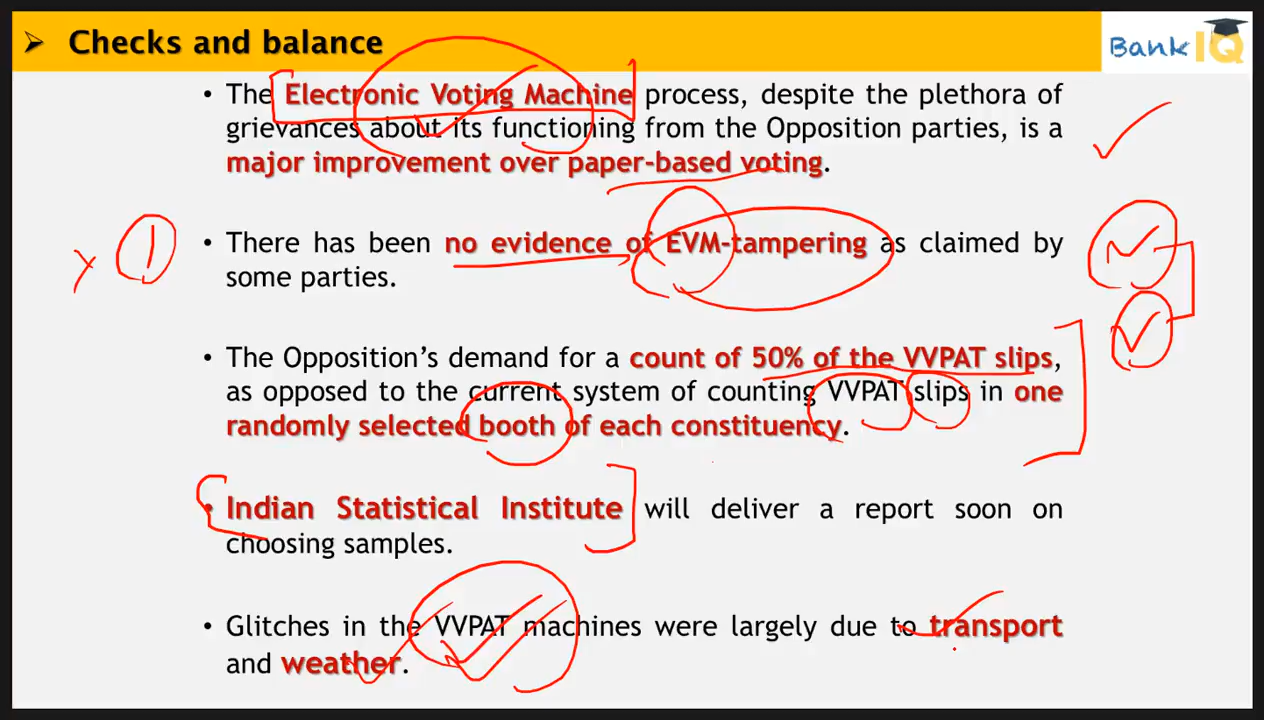 ➢ Checks and balance
Bank IQ
• The Electronic Voting Machine process, despite the plethora of
grievances about its functioning from the Opposition parties, is a
major improvement over paper-based voting.
1
• There has been no evidence of EVM-tampering as claimed by
some parties.
• The Opposition’s demand for a count of 50% of the VVPAT slips,
as opposed to the current system of counting VVPAT slips in one
randomly selected booth of each constituency.
• Indian Statistical Institute will deliver a report soon on
choosing samples.
• Glitches in the VVPAT machines were largely due to transport
and weather.